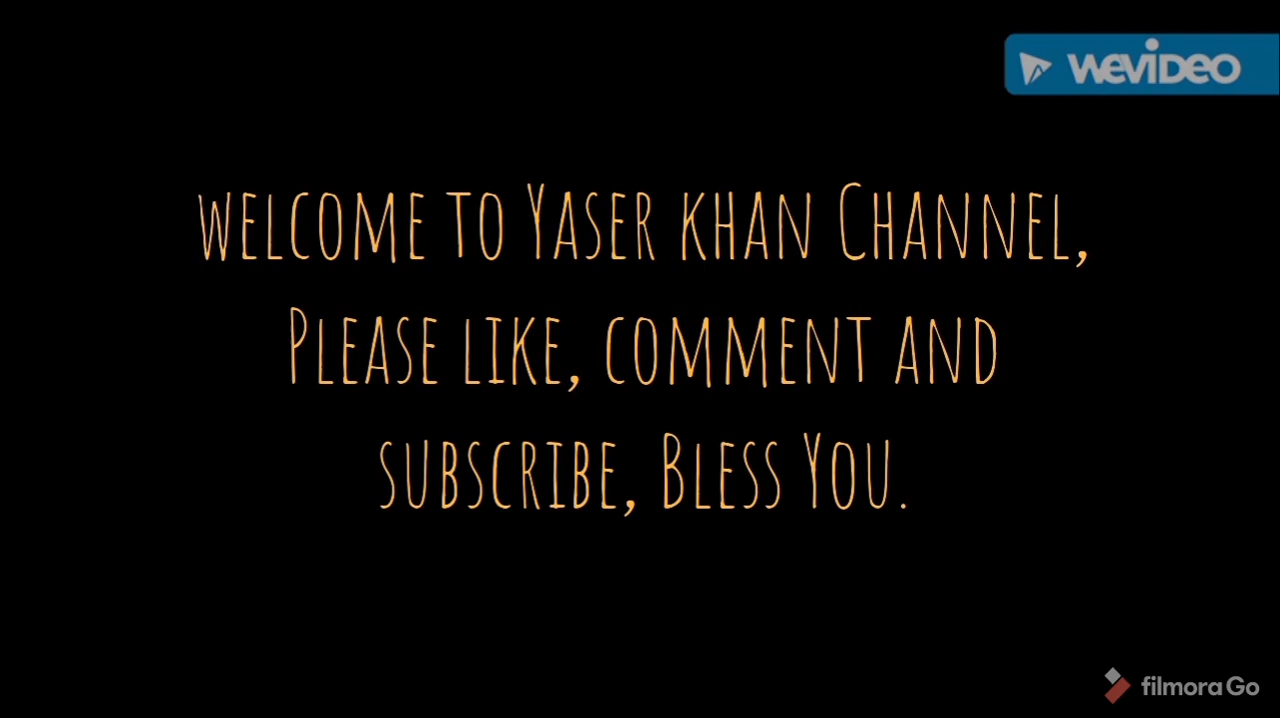 WEVIDEO
WELCOME TO YASER KHAN CHANNEL,
PLEASE LIKE, COMMENT AND
SUBSCRIBE, BLESS YOU.
filmora Go